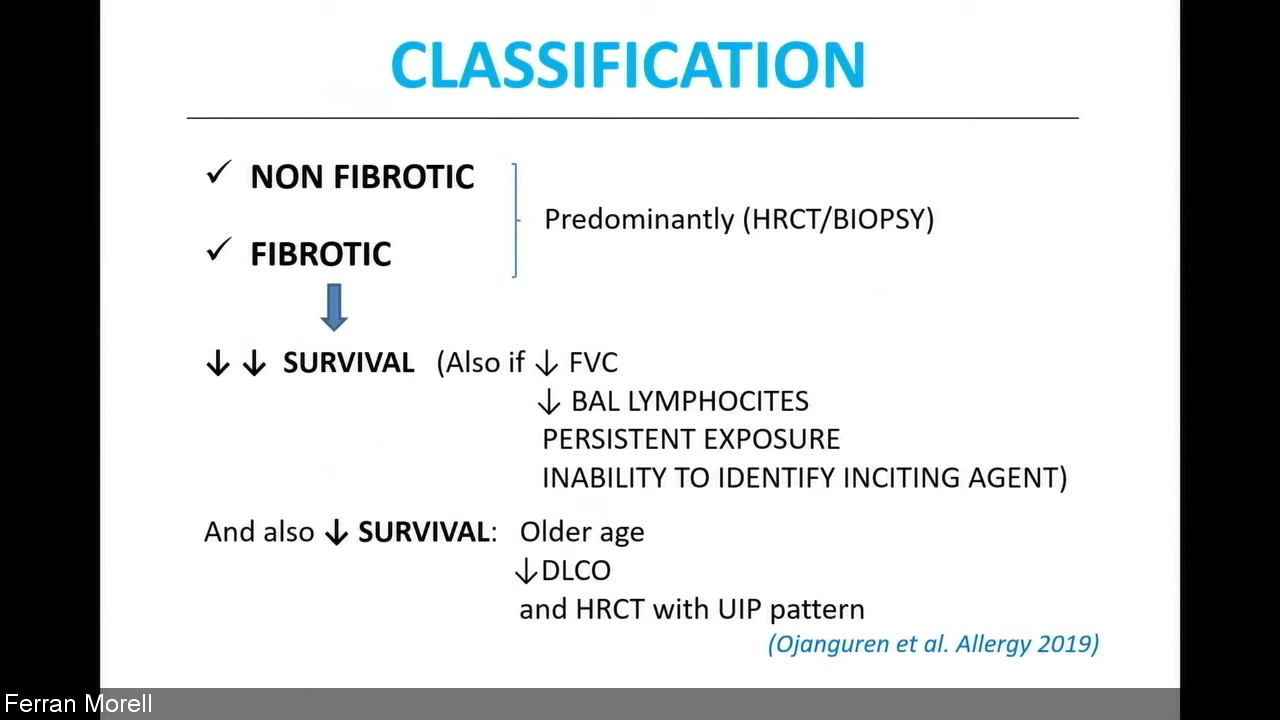 CLASSIFICATION
✓ NON FIBROTIC
Predominantly (HRCT/BIOPSY)
✓ FIBROTIC
↓ ↓ SURVIVAL (Also if ↓ FVC
↓ BAL LYMPHOCITES
PERSISTENT EXPOSURE
INABILITY TO IDENTIFY INCITING AGENT)
And also ↓ SURVIVAL: Older age
↓DLCO
and HRCT with UIP pattern
(Ojanguren et al. Allergy 2019)
Ferran Morell